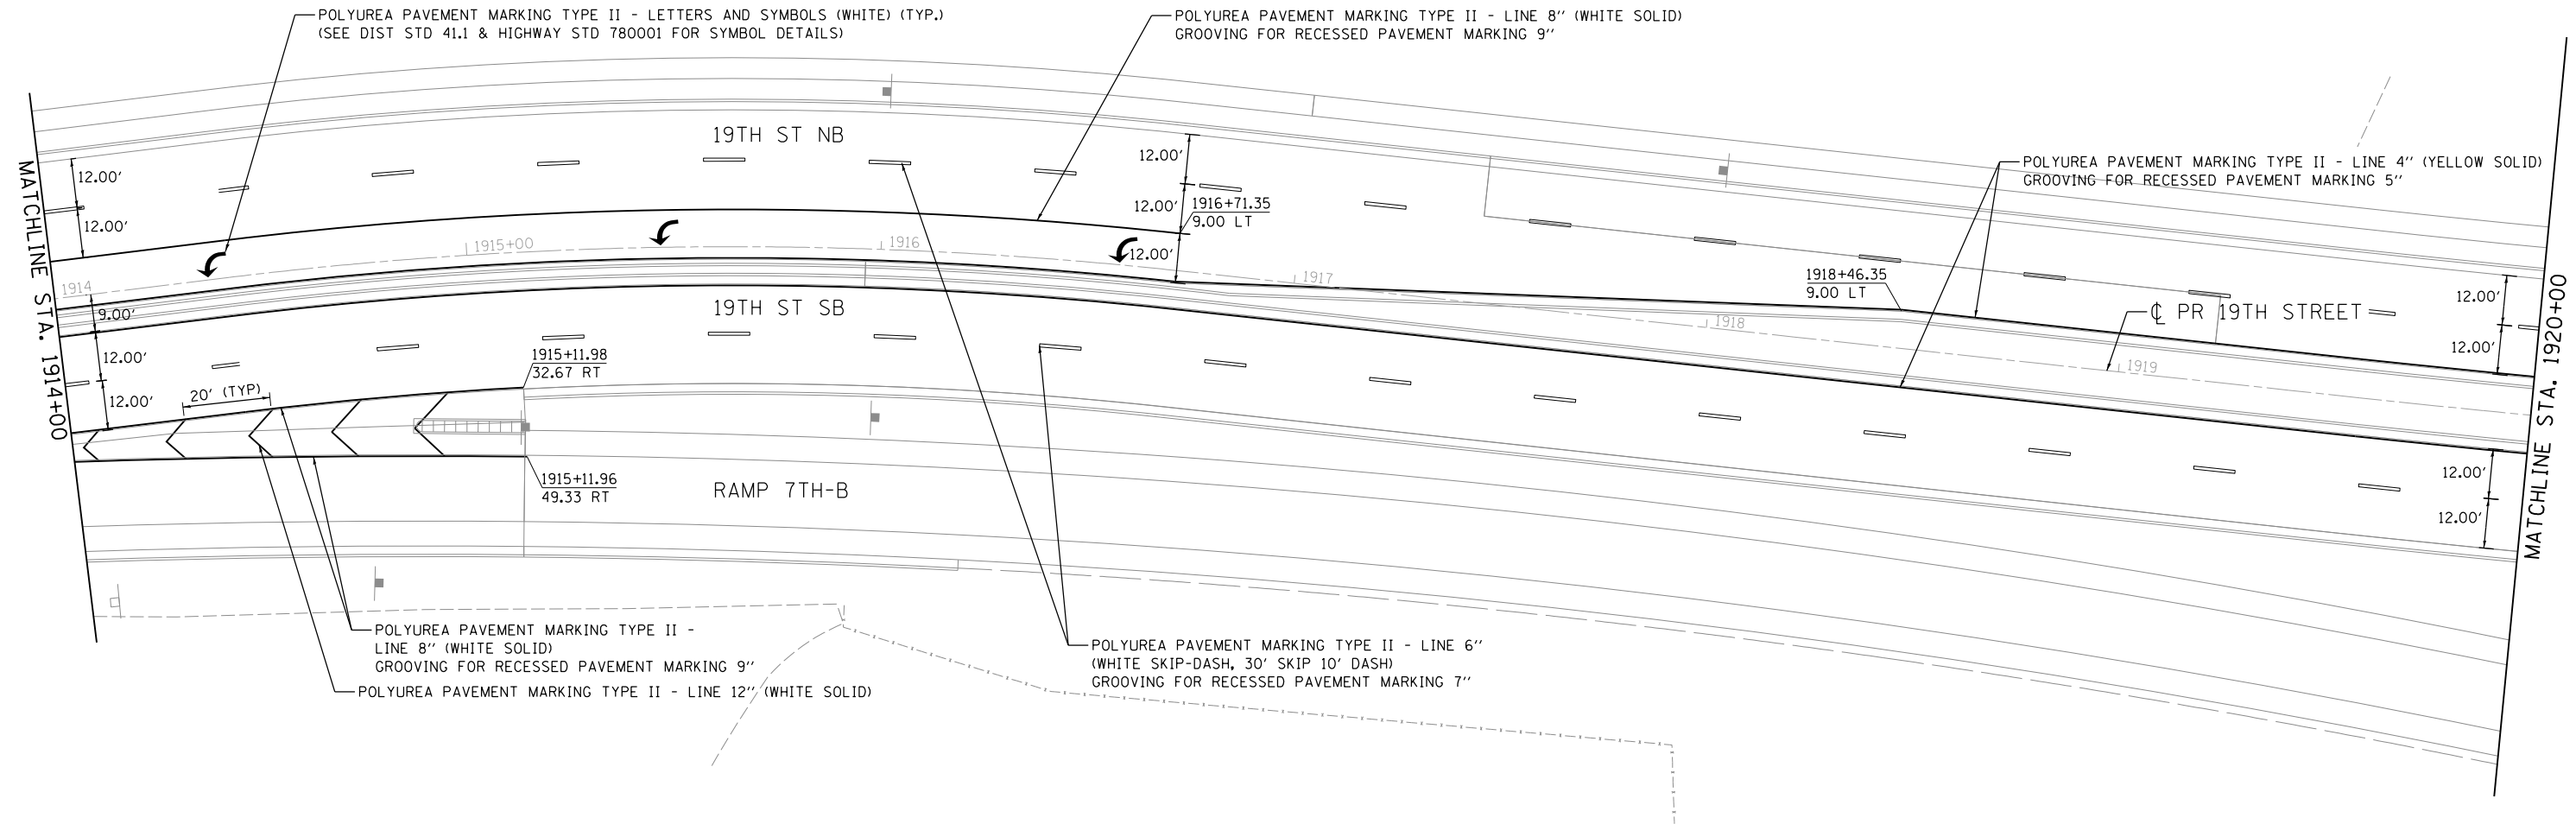 POLYUREA PAVEMENT MARKING TYPE II - LETTERS AND SYMBOLS (WHITE) (TYP.)
(SEE DIST STD 41.1 & HIGHWAY STD 780001 FOR SYMBOL DETAILS)
POLYUREA PAVEMENT MARKING TYPE II - LINE 8'' (WHITE SOLID)
GROOVING FOR RECESSED PAVEMENT MARKING 9''
19TH ST NB
12.00'
12.00'
12.00'
12.00'
12.00'
1916+71.35
9.00 LT
POLYUREA PAVEMENT MARKING TYPE II - LINE 4'' (YELLOW SOLID)
GROOVING FOR RECESSED PAVEMENT MARKING 5''
MATCHLINE STA. 1914+00
1914
1915+00
1916
1917
1918
1919
1918+46.35
9.00 LT
9.00'
19TH ST SB
℄ PR 19TH STREET
12.00'
12.00'
MATCHLINE STA. 1920+00
12.00'
12.00'
20' (TYP)
1915+11.98
32.67 RT
1915+11.96
49.33 RT
RAMP 7TH-B
12.00'
12.00'
POLYUREA PAVEMENT MARKING TYPE II -
LINE 8'' (WHITE SOLID)
GROOVING FOR RECESSED PAVEMENT MARKING 9''
POLYUREA PAVEMENT MARKING TYPE II - LINE 12'' (WHITE SOLID)
POLYUREA PAVEMENT MARKING TYPE II - LINE 6''
(WHITE SKIP-DASH, 30' SKIP 10' DASH)
GROOVING FOR RECESSED PAVEMENT MARKING 7''